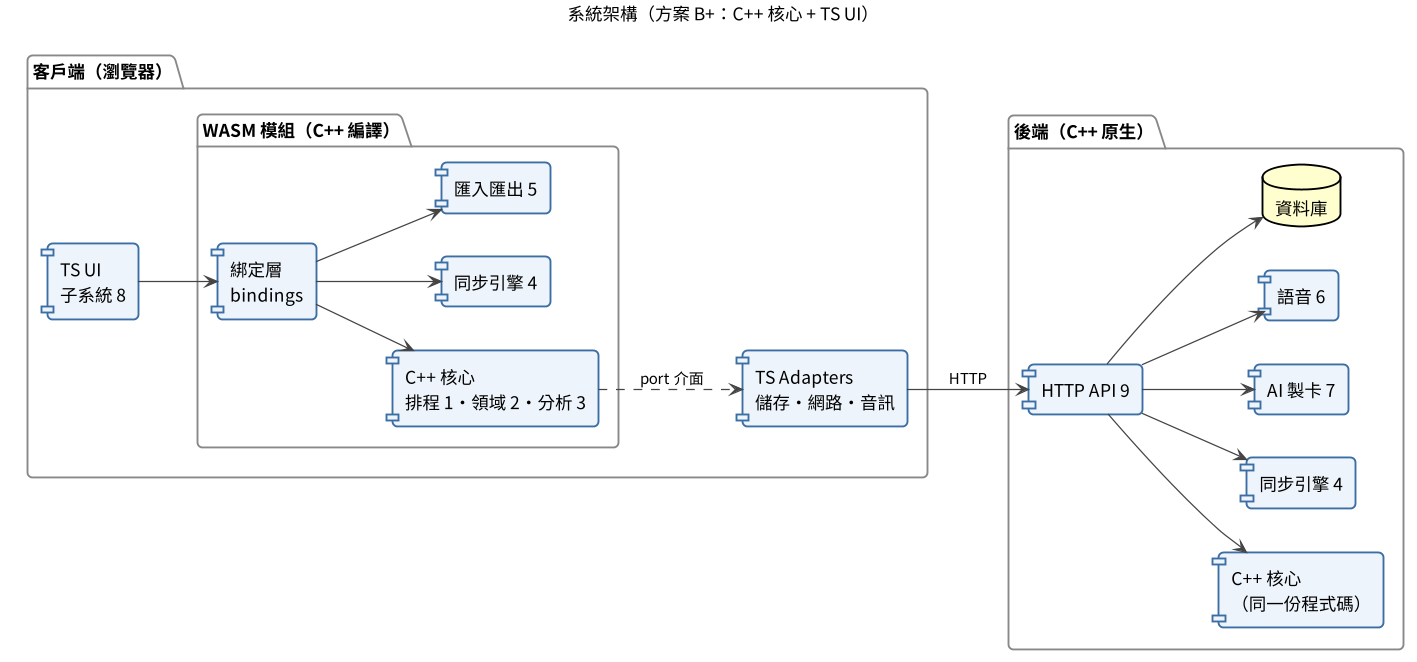 系統架構（方案 B+：C++ 核心 + TS UI）
客戶端（瀏覽器）
WASM 模組（C++ 編譯）
TS UI
子系統 8
綁定層
bindings
匯入匯出 5
同步引擎 4
C++ 核心
排程 1・領域 2・分析 3
port 介面
TS Adapters
儲存・網路・音訊
HTTP
後端（C++ 原生）
HTTP API 9
資料庫
語音 6
AI 製卡 7
同步引擎 4
C++ 核心
（同一份程式碼）